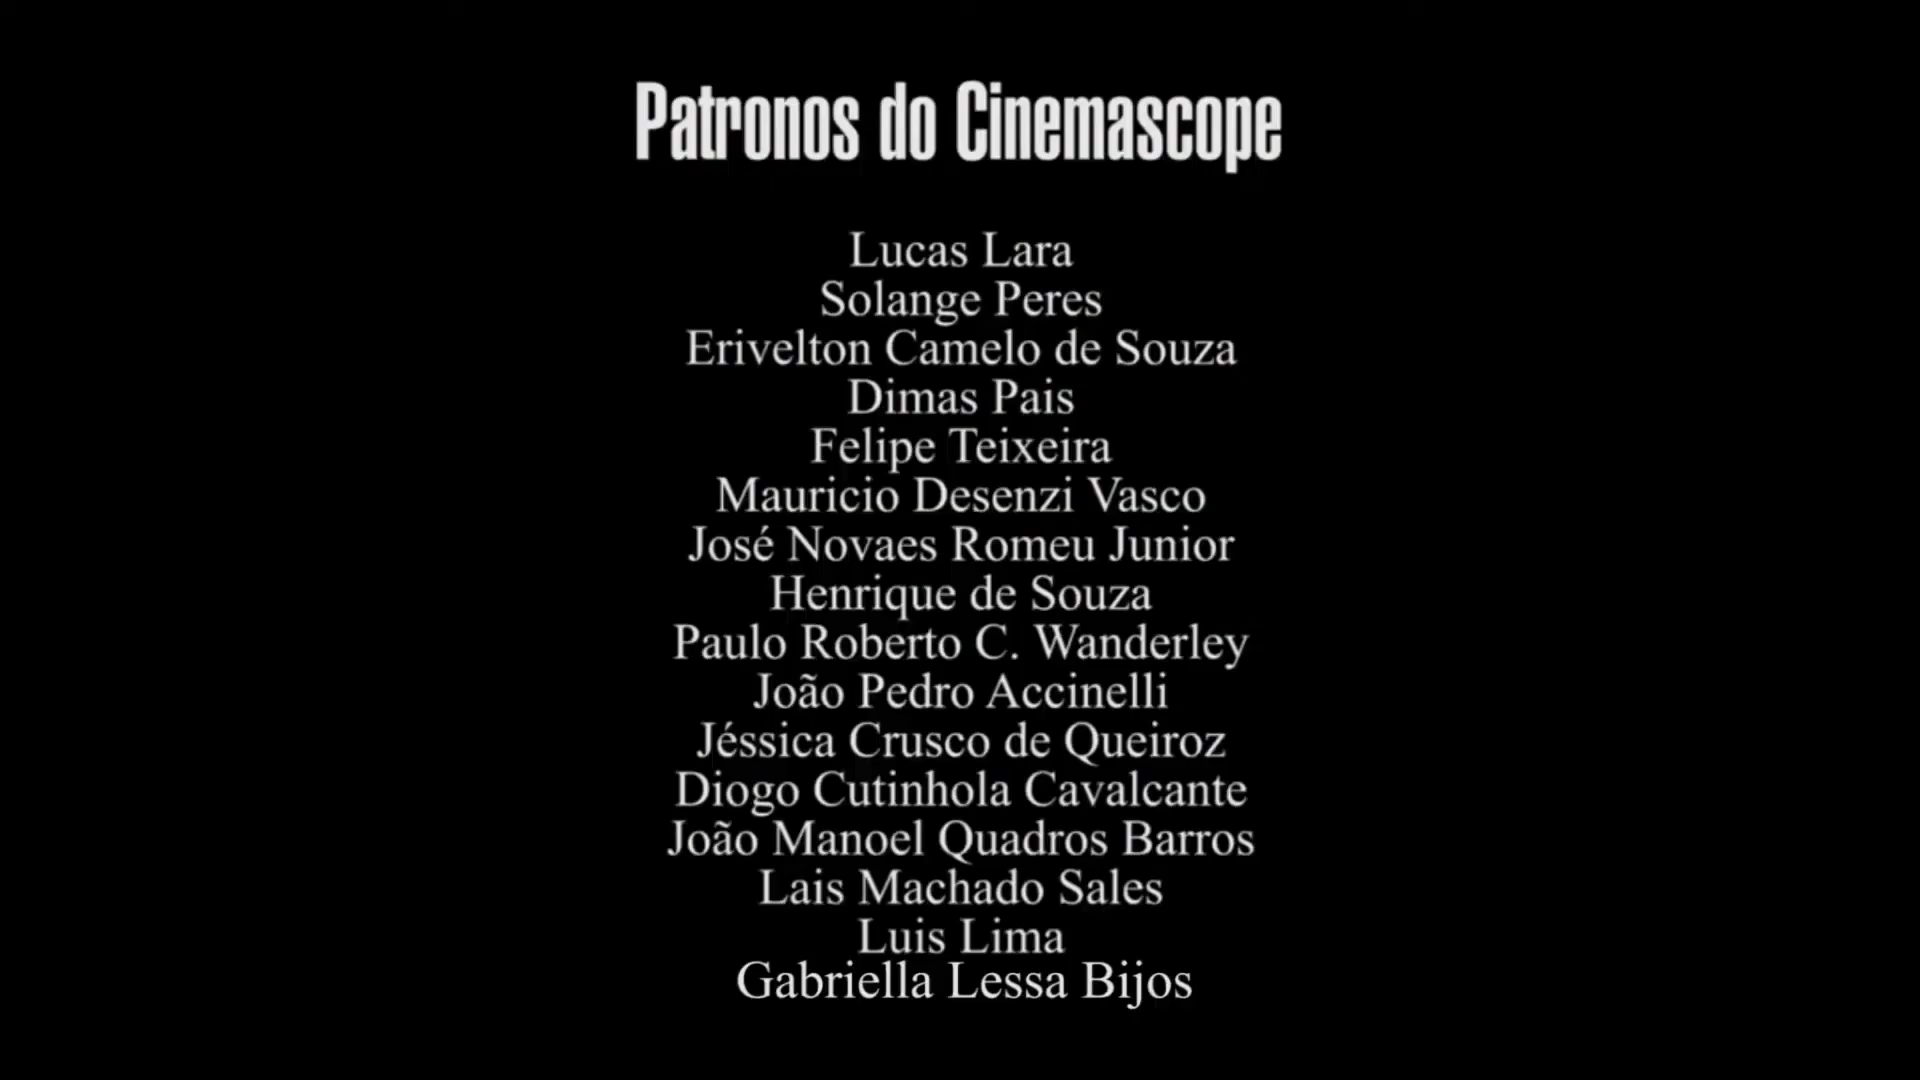 Patronos do Cinemascope
Lucas Lara
Solange Peres
Erivelton Camelo de Souza
Dimas Pais
Felipe Teixeira
Mauricio Desenzi Vasco
José Novaes Romeu Junior
Henrique de Souza
Paulo Roberto C. Wanderley
João Pedro Accinelli
Jéssica Crusco de Queiroz
Diogo Cutinhola Cavalcante
João Manoel Quadros Barros
Lais Machado Sales
Luis Lima
Gabriella Lessa Bijos